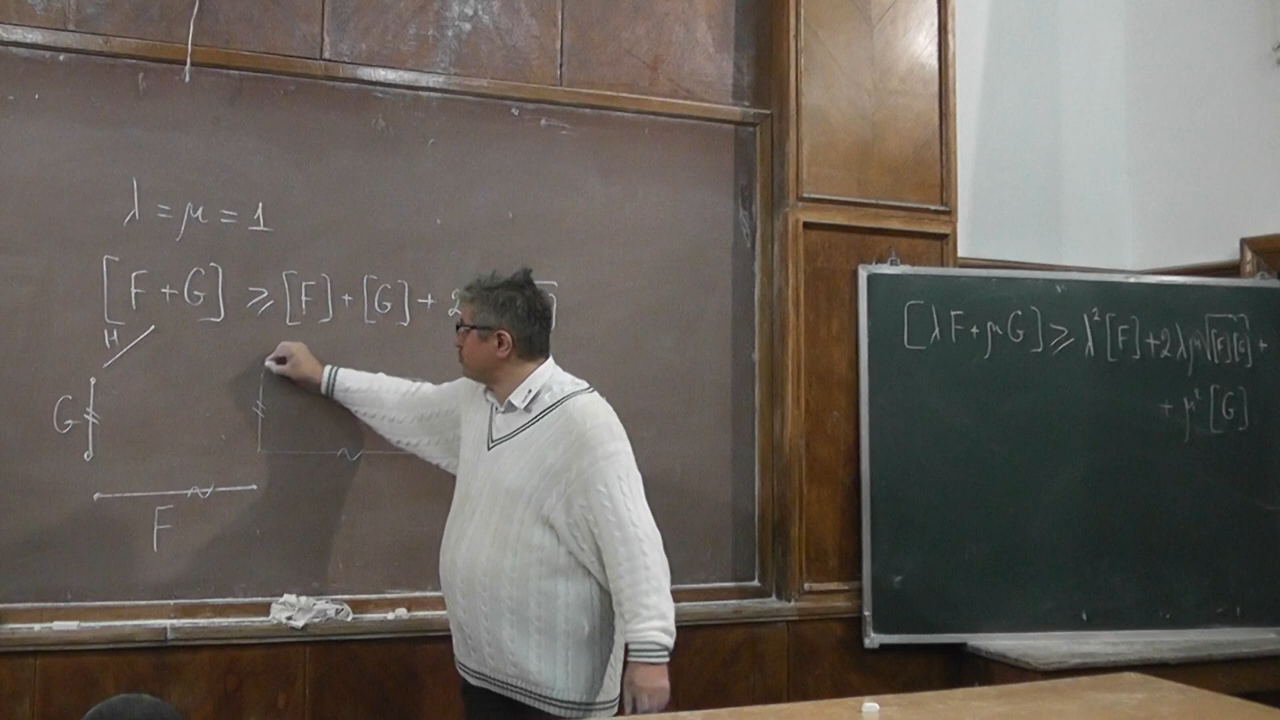 λ = μ = 1
[F + G] ⩾ [F] + [G] + 2
H
G
F
[λF + μG] ⩾ λ²[F] + 2λμ√[F][G] +
+ μ²[G]